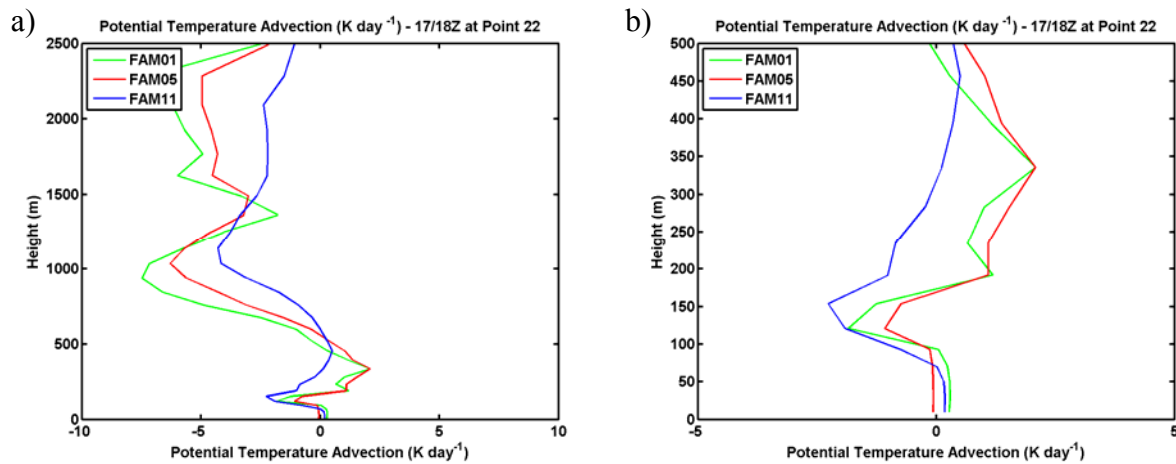 a)
Potential Temperature Advection (K day -1) - 17/18Z at Point 22
FAM01
FAM05
FAM11
2500
2000
1500
1000
500
0
Height (m)
-10 -5 0 5 10
Potential Temperature Advection (K day-1)
b)
Potential Temperature Advection (K day -1) - 17/18Z at Point 22
FAM01
FAM05
FAM11
500
450
400
350
300
250
200
150
100
50
0
Height (m)
-5 0 5
Potential Temperature Advection (K day-1)